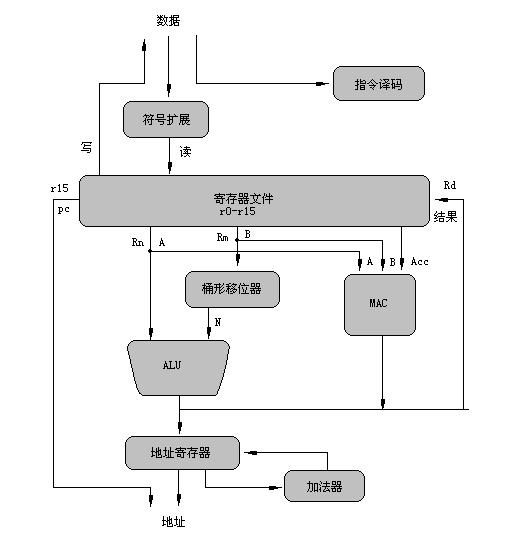 数据
指令译码
符号扩展
写
读
r15
pc
寄存器文件
r0-r15
Rd
结果
Rn
A
Rm
B
A
B
Acc
桶形移位器
MAC
N
ALU
地址寄存器
加法器
地址